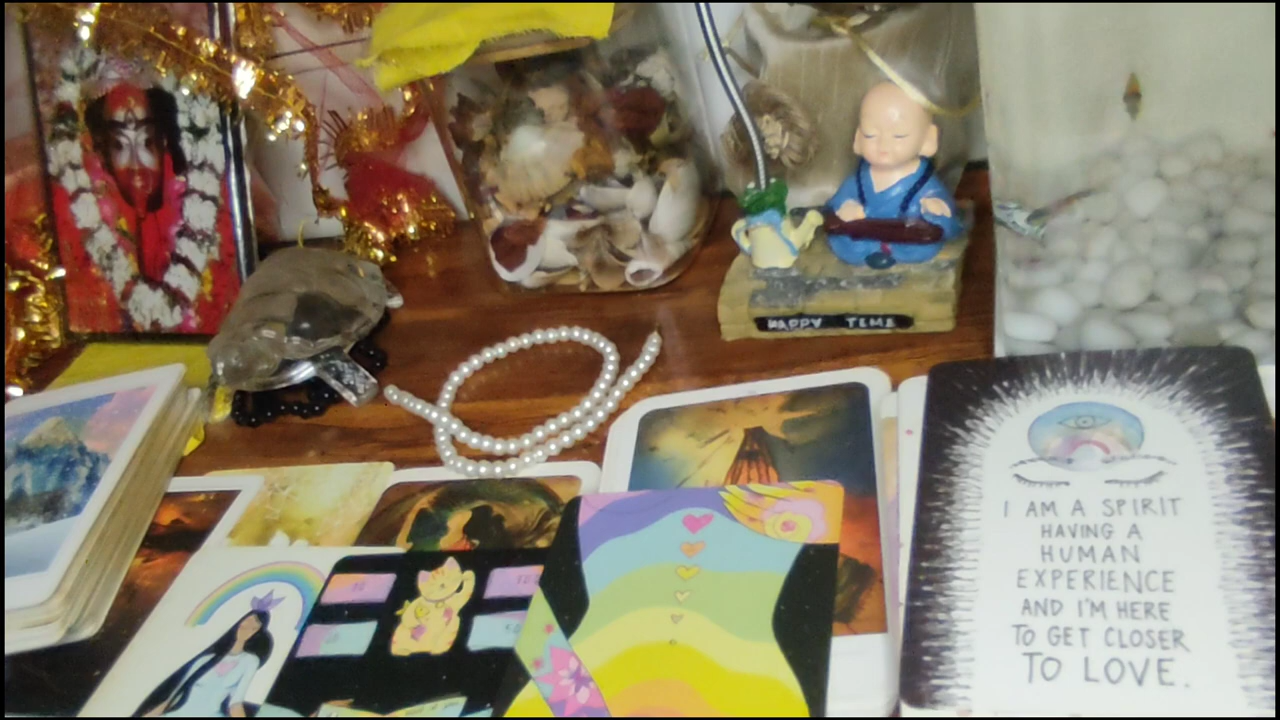 HAPPY TIME
I AM A SPIRIT
HAVING A
HUMAN
EXPERIENCE
AND I'M HERE
TO GET CLOSER
TO LOVE.